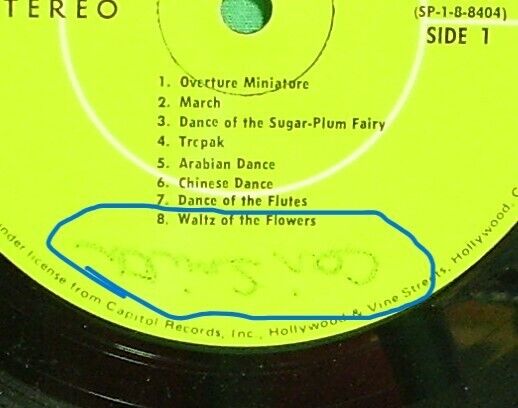 STEREO
(SP-1-8-8404)
SIDE 1
1. Overture Miniature
2. March
3. Dance of the Sugar-Plum Fairy
4. Trepak
5. Arabian Dance
6. Chinese Dance
7. Dance of the Flutes
8. Waltz of the Flowers
under license from Capitol Records, Inc., Hollywood & Vine Streets, Hollywood, C